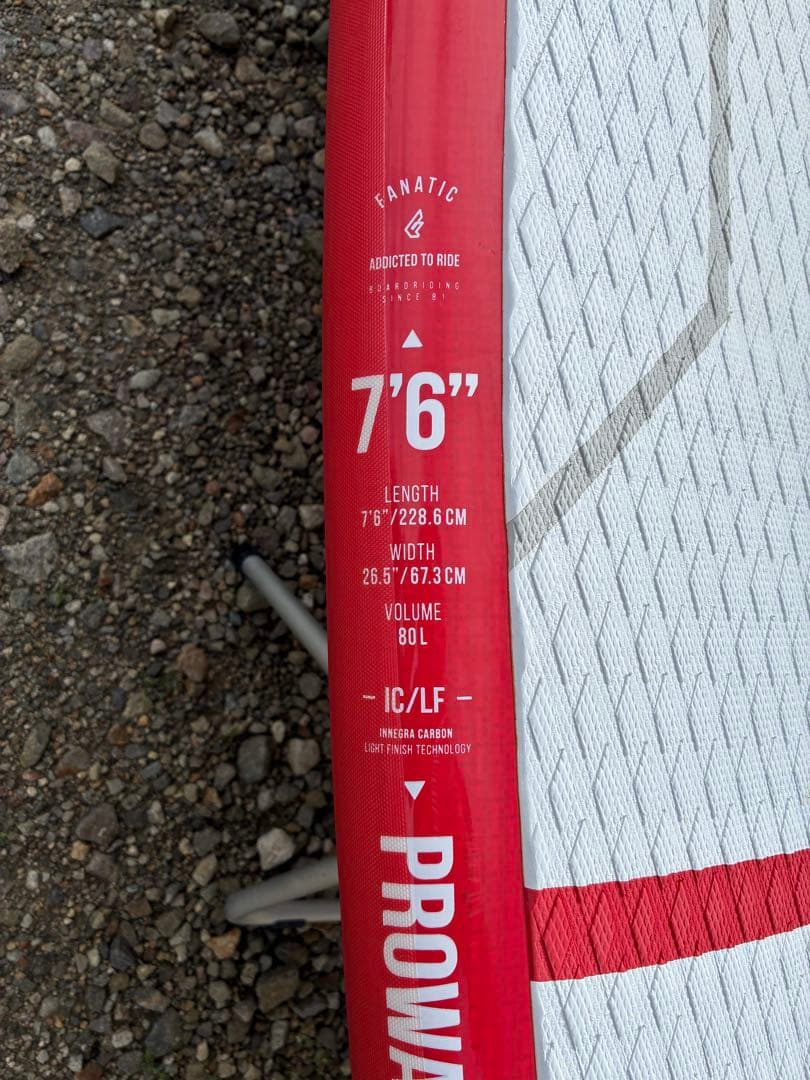 FANATIC
ADDICTED TO RIDE
BOARDRIDING
SINCE 81
7’6”
LENGTH
7’6”/228.6 CM
WIDTH
26.5”/67.3 CM
VOLUME
80 L
– IC/LF –
INNEGRA CARBON
LIGHT FINISH TECHNOLOGY
PROWA